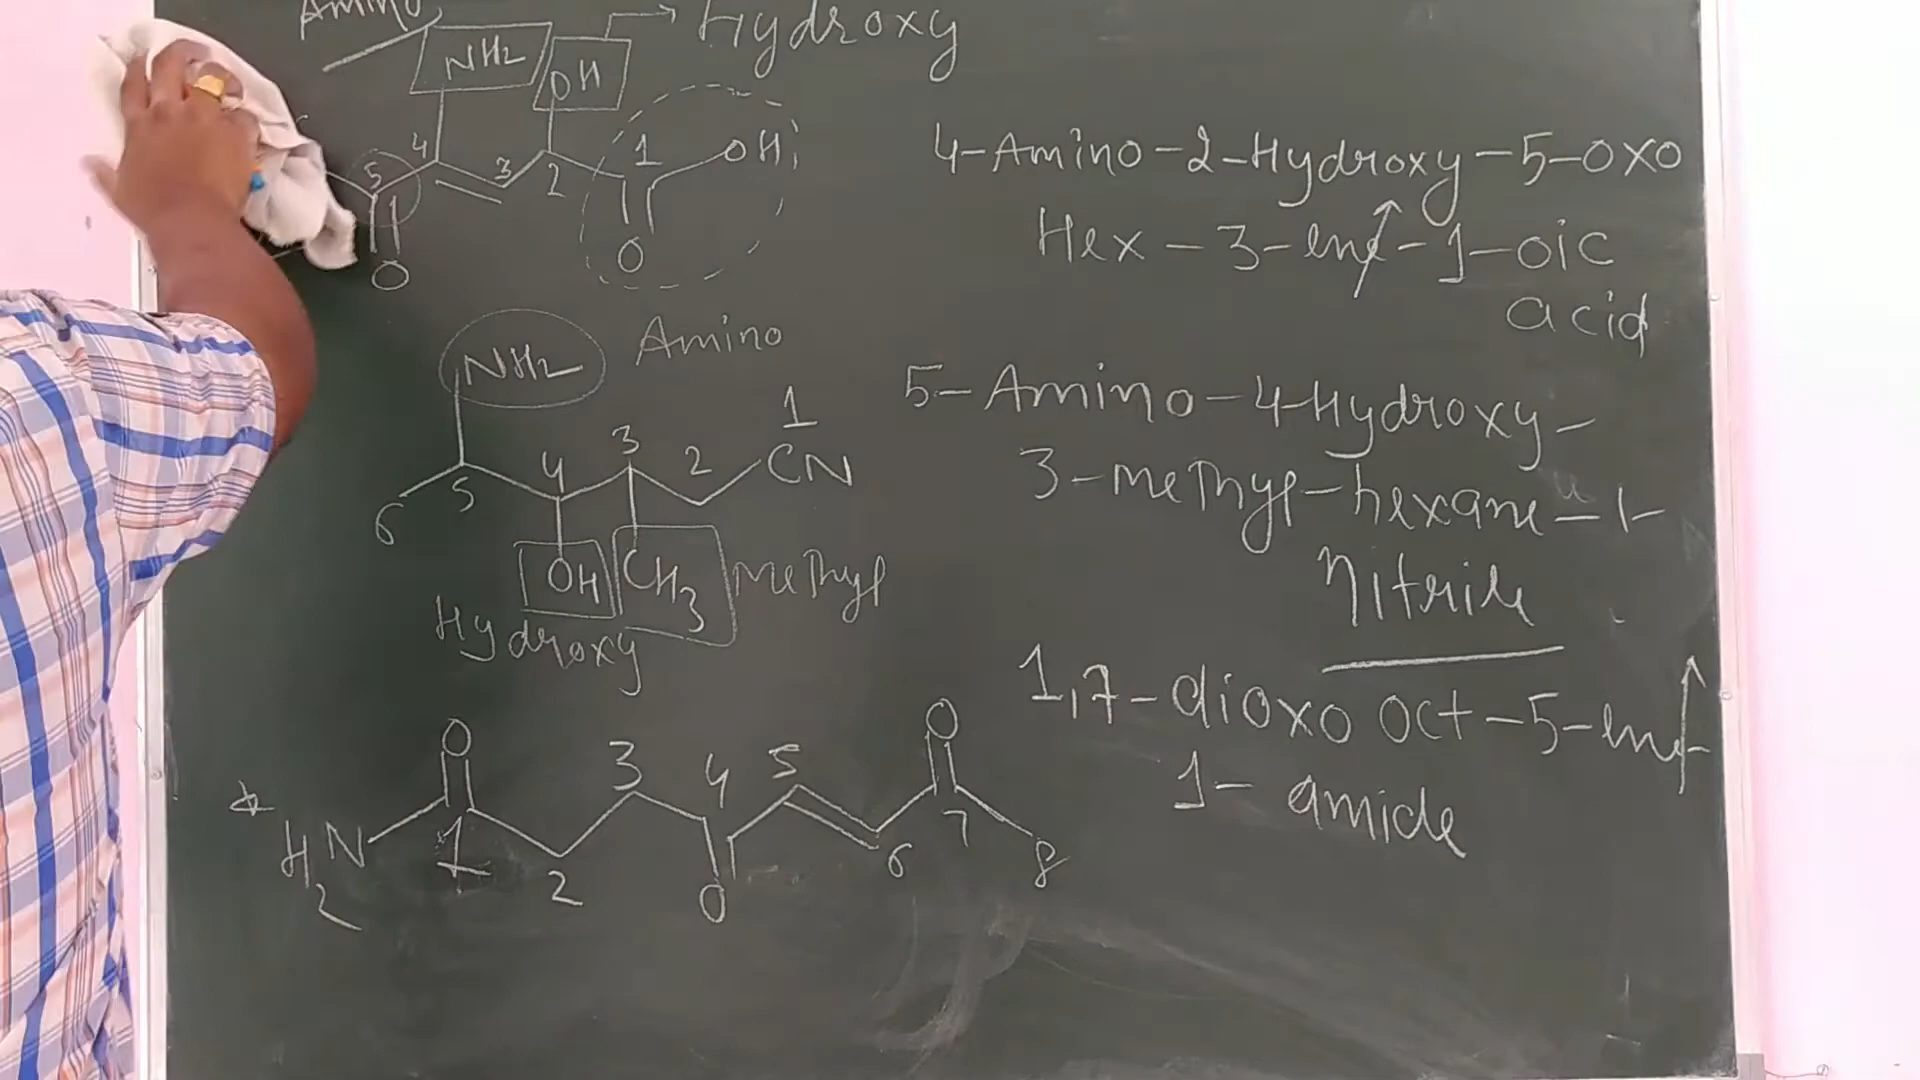 Amino
NH2 OH → Hydroxy
5 4 3 2 1 OH
O O
4-Amino-2-Hydroxy-5-oxo
Hex-3-ene-1-oic
acid
NH2 Amino
6 5 4 3 2 1 CN
OH CH3 Methyl
Hydroxy
5-Amino-4-Hydroxy-
3-methyl-hexane-1-
Nitrile
1,7-dioxo Oct-5-ene
1-amide
O 3 4 5 O
H2N 1 2 O 6 7 8